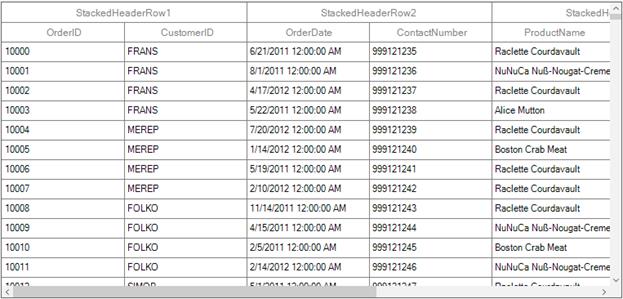 StackedHeaderRow1 StackedHeaderRow2 StackedH
OrderID CustomerID OrderDate ContactNumber ProductName
10000 FRANS 6/21/2011 12:00:00 AM 999121235 Raclette Courdavault
10001 FRANS 8/1/2011 12:00:00 AM 999121236 NuNuCa Nuß-Nougat-Creme
10002 FRANS 4/17/2012 12:00:00 AM 999121237 Raclette Courdavault
10003 FRANS 5/22/2011 12:00:00 AM 999121238 Alice Mutton
10004 MEREP 7/20/2012 12:00:00 AM 999121239 Raclette Courdavault
10005 MEREP 1/14/2012 12:00:00 AM 999121240 Boston Crab Meat
10006 MEREP 5/19/2011 12:00:00 AM 999121241 Raclette Courdavault
10007 MEREP 2/10/2012 12:00:00 AM 999121242 Raclette Courdavault
10008 FOLKO 11/14/2011 12:00:00 AM 999121243 Raclette Courdavault
10009 FOLKO 4/15/2011 12:00:00 AM 999121244 NuNuCa Nuß-Nougat-Creme
10010 FOLKO 2/5/2011 12:00:00 AM 999121245 Boston Crab Meat
10011 FOLKO 2/14/2012 12:00:00 AM 999121246 NuNuCa Nuß-Nougat-Creme